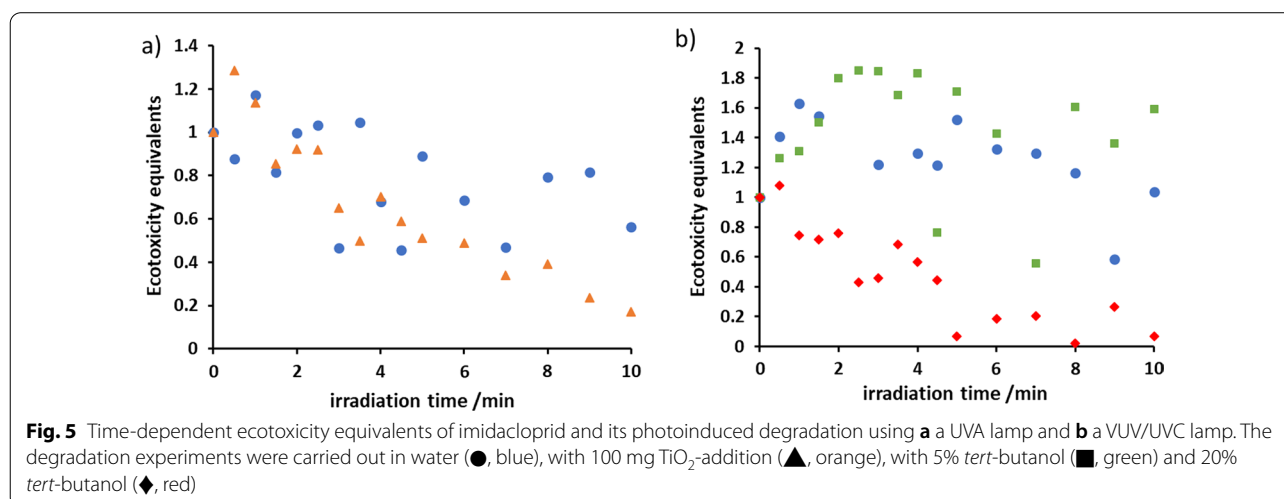 a)
1.4
1.2
1
0.8
0.6
0.4
0.2
0
Ecotoxicity equivalents
0 2 4 6 8 10
irradiation time /min
b)
2
1.8
1.6
1.4
1.2
1
0.8
0.6
0.4
0.2
0
Ecotoxicity equivalents
0 2 4 6 8 10
irradiation time /min
Fig. 5 Time-dependent ecotoxicity equivalents of imidacloprid and its photoinduced degradation using a a UVA lamp and b a VUV/UVC lamp. The
degradation experiments were carried out in water (●, blue), with 100 mg TiO₂-addition (▲, orange), with 5% tert-butanol (■, green) and 20%
tert-butanol (♦, red)